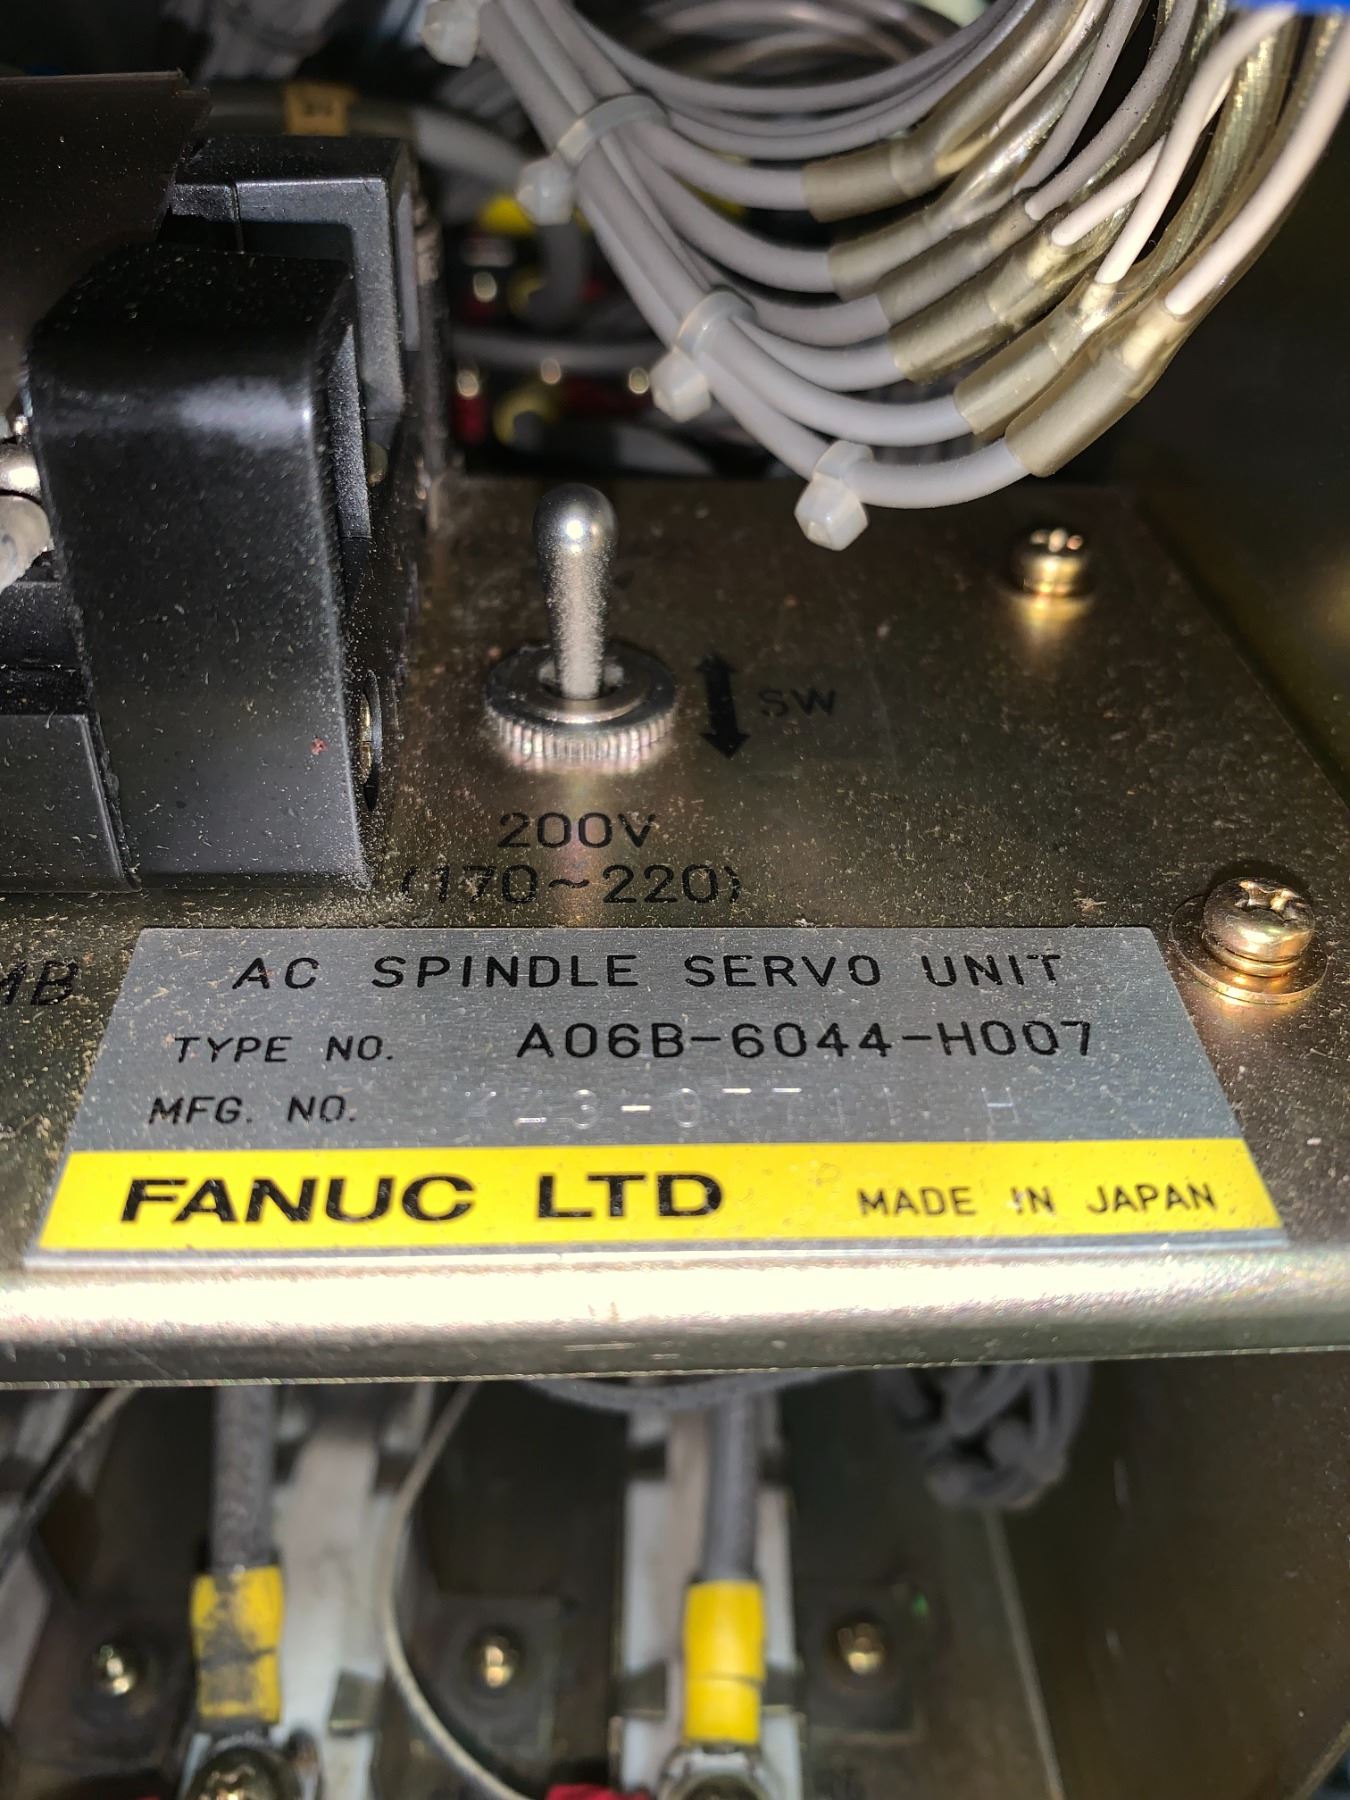 SW
200V
(170~220)
AC SPINDLE SERVO UNIT
TYPE NO. A06B-6044-H007
MFG. NO.
FANUC LTD MADE IN JAPAN